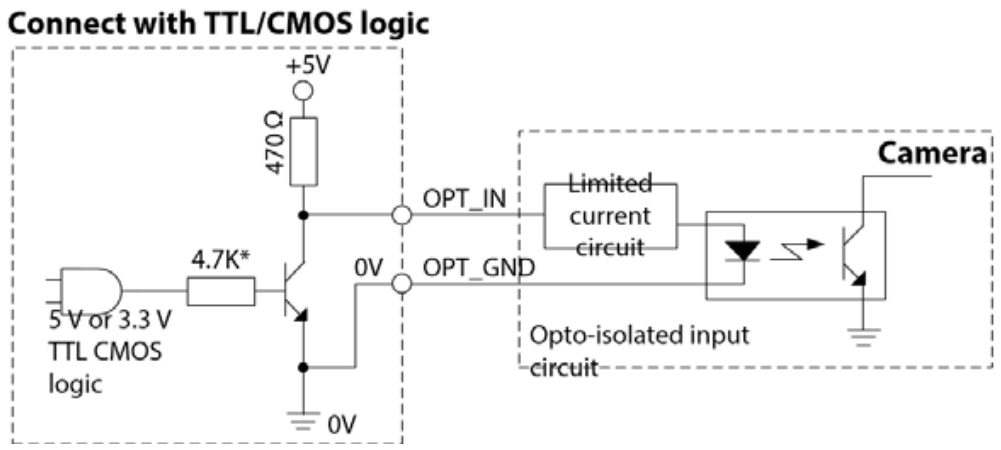 Connect with TTL/CMOS logic
+5V
470 Ω
Camera
OPT_IN
Limited
current
circuit
4.7K*
0V
OPT_GND
5 V or 3.3 V
TTL CMOS
logic
Opto-isolated input
circuit
0V